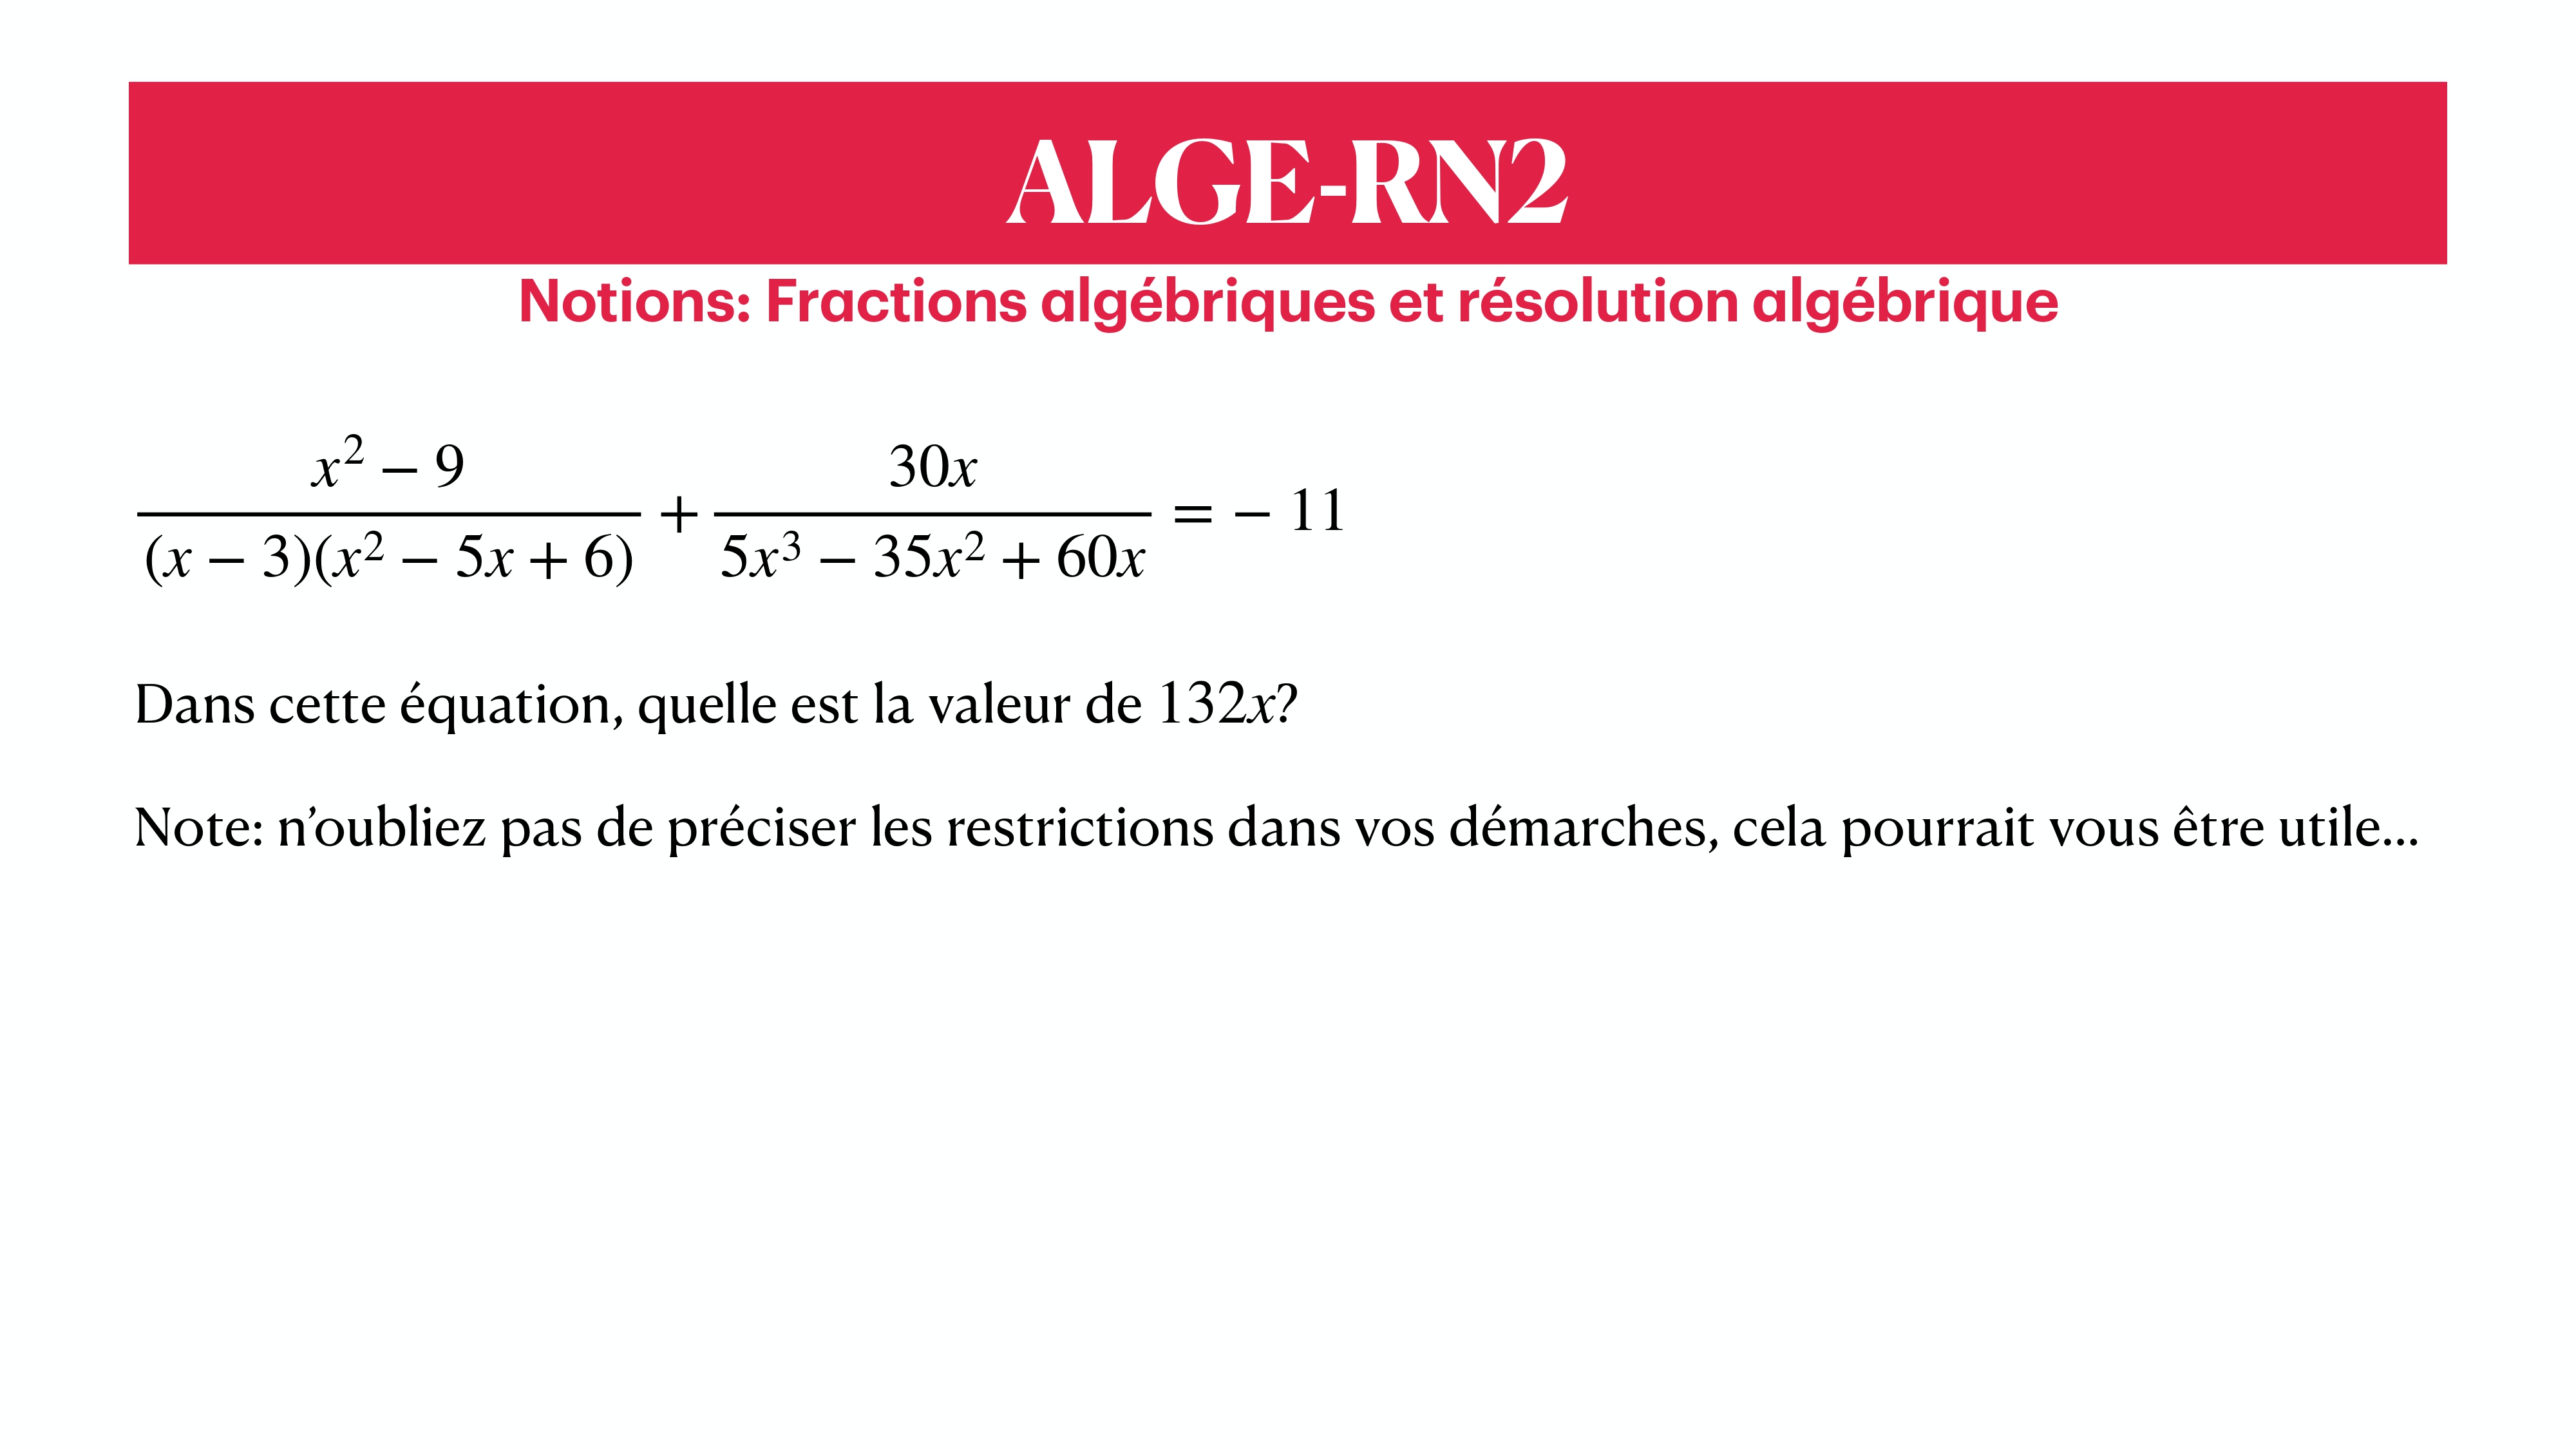 ALGE-RN2
Notions: Fractions algébriques et résolution algébrique
\frac{x^2 - 9}{(x - 3)(x^2 - 5x + 6)} + \frac{30x}{5x^3 - 35x^2 + 60x} = - 11
Dans cette équation, quelle est la valeur de 132x?
Note: n’oubliez pas de préciser les restrictions dans vos démarches, cela pourrait vous être utile...